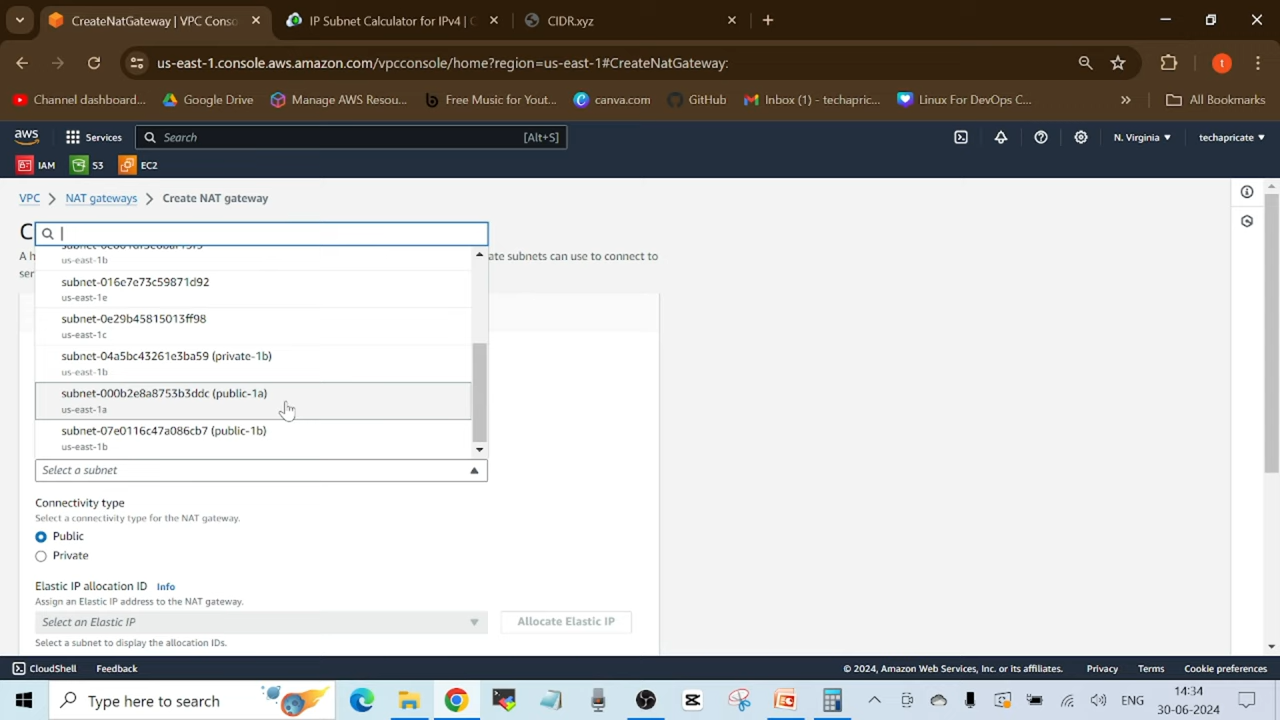 CreateNatGateway | VPC Conso
IP Subnet Calculator for IPv4 | C
CIDR.xyz
us-east-1.console.aws.amazon.com/vpcconsole/home?region=us-east-1#CreateNatGateway:
t
Channel dashboard...
Google Drive
Manage AWS Resou...
Free Music for Yout...
canva.com
GitHub
Inbox (1) - techapric...
Linux For DevOps C...
All Bookmarks
aws
Services
Search
[Alt+S]
N. Virginia
techapricate
IAM
S3
EC2
VPC
NAT gateways
Create NAT gateway
C
A h
ate subnets can use to connect to
ser
us-east-1b
subnet-016e7e73c59871d92
us-east-1e
subnet-0e29b45815013ff98
us-east-1c
subnet-04a5bc43261e3ba59 (private-1b)
us-east-1b
subnet-000b2e8a8753b3ddc (public-1a)
us-east-1a
subnet-07e0116c47a086cb7 (public-1b)
us-east-1b
Select a subnet
Connectivity type
Select a connectivity type for the NAT gateway.
Public
Private
Elastic IP allocation ID Info
Assign an Elastic IP address to the NAT gateway.
Select an Elastic IP
Allocate Elastic IP
Select a subnet to display the allocation IDs.
CloudShell
Feedback
© 2024, Amazon Web Services, Inc. or its affiliates.
Privacy
Terms
Cookie preferences
Type here to search
ENG
14:34
30-06-2024